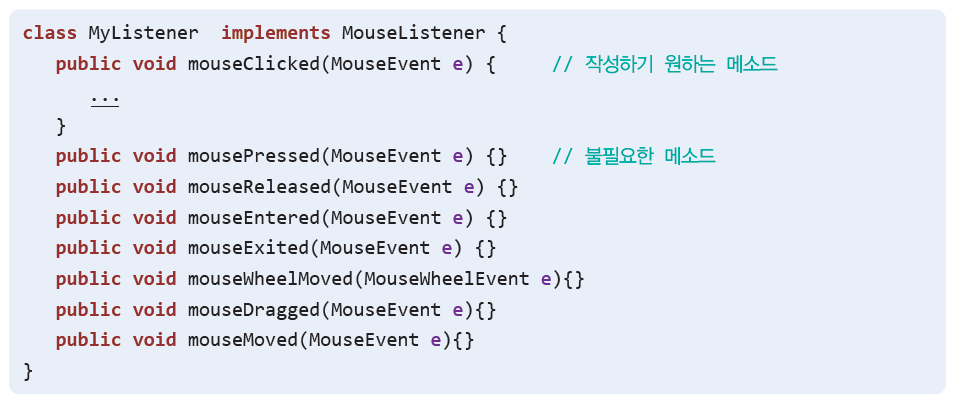 class MyListener  implements MouseListener {
   public void mouseClicked(MouseEvent e) {     // 작성하기 원하는 메소드
      ...
   }
   public void mousePressed(MouseEvent e) {}    // 불필요한 메소드
   public void mouseReleased(MouseEvent e) {}
   public void mouseEntered(MouseEvent e) {}
   public void mouseExited(MouseEvent e) {}
   public void mouseWheelMoved(MouseWheelEvent e){}
   public void mouseDragged(MouseEvent e){}
   public void mouseMoved(MouseEvent e){}
}